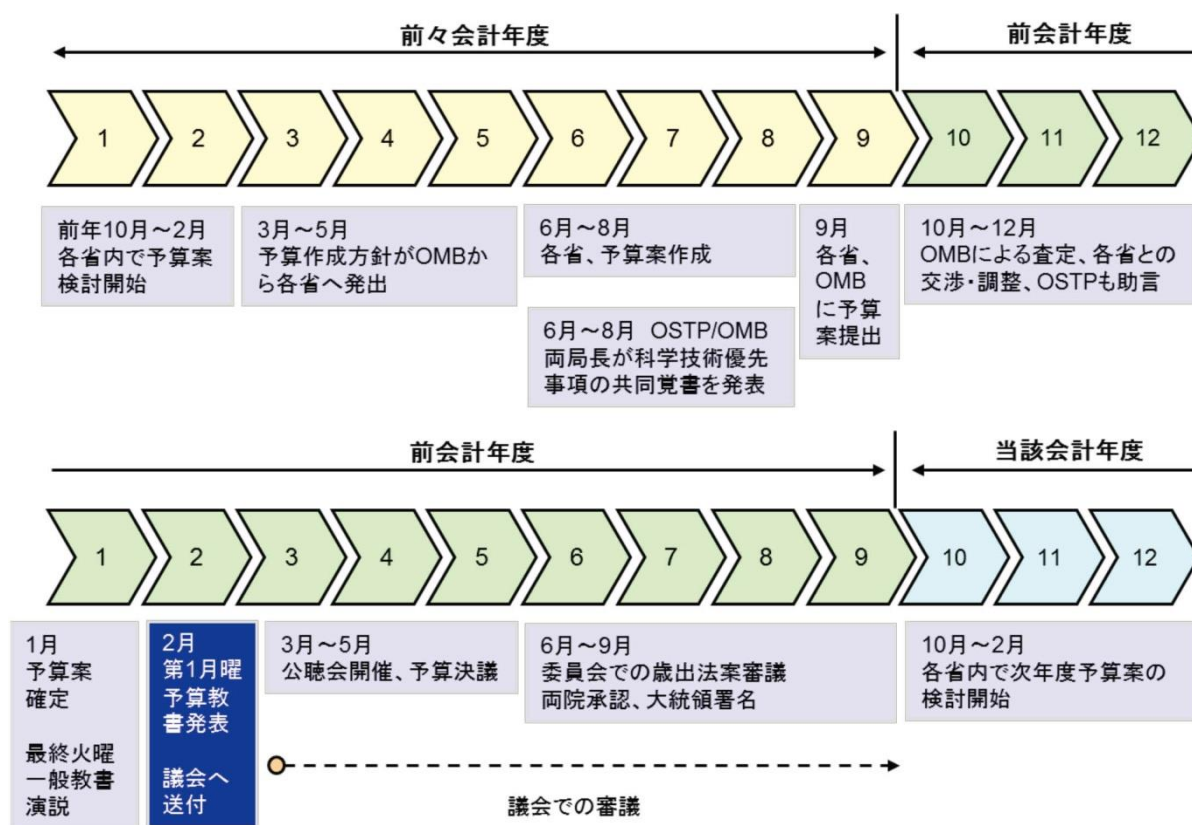 前々会計年度
前会計年度
1 2 3 4 5 6 7 8 9 10 11 12
前年10月～2月
各省内で予算案
検討開始
3月～5月
予算作成方針がOMBか
ら各省へ発出
6月～8月
各省、予算案作成
6月～8月 OSTP/OMB
両局長が科学技術優先
事項の共同覚書を発表
9月
各省、
OMB
に予算
案提出
10月～12月
OMBによる査定、各省との
交渉・調整、OSTPも助言
前会計年度
当該会計年度
1 2 3 4 5 6 7 8 9 10 11 12
1月
予算案
確定
最終火曜
一般教書
演説
2月
第1月曜
予算教
書発表
議会へ
送付
3月～5月
公聴会開催、予算決議
6月～9月
委員会での歳出法案審議
両院承認、大統領署名
10月～2月
各省内で次年度予算案の
検討開始
議会での審議